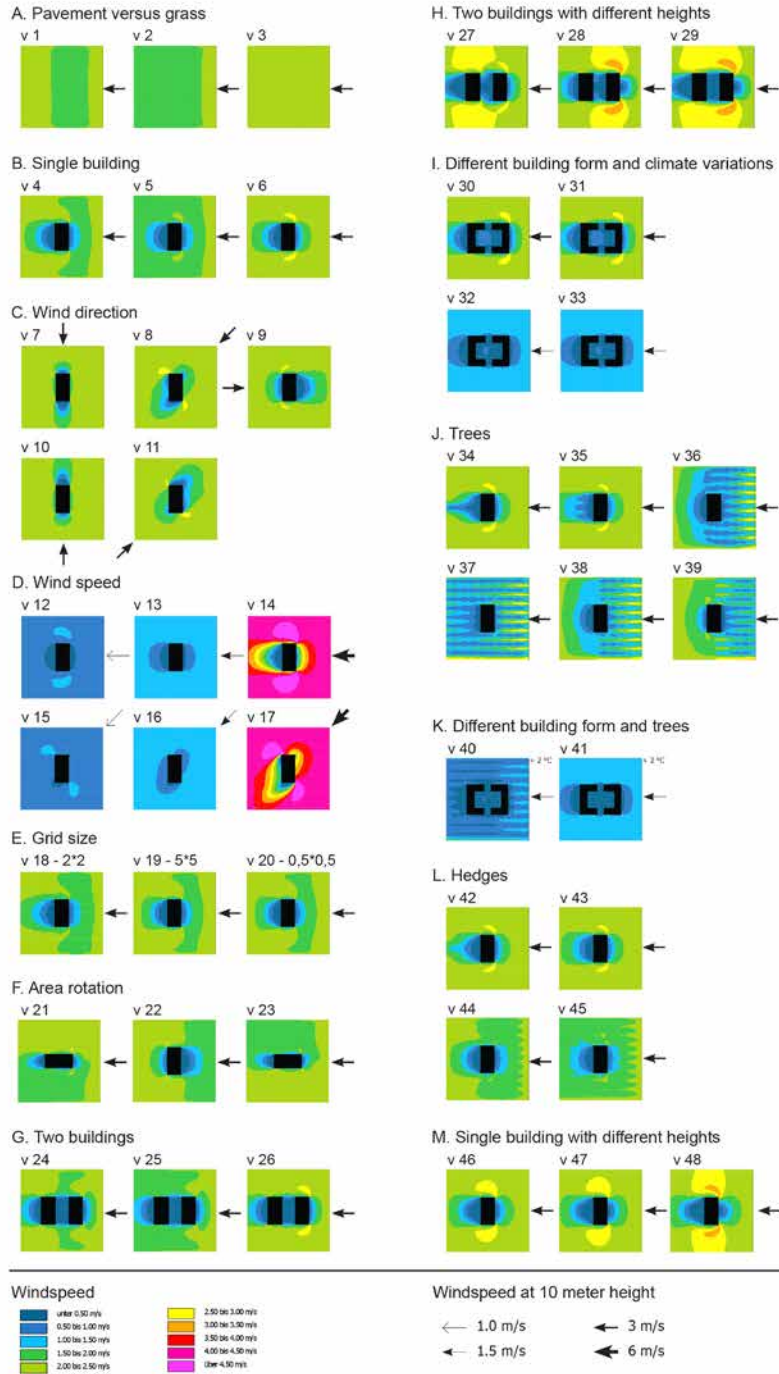 A. Pavement versus grass
v 1 v 2 v 3
B. Single building
v 4 v 5 v 6
C. Wind direction
v 7 v 8 v 9
v 10 v 11
D. Wind speed
v 12 v 13 v 14
v 15 v 16 v 17
E. Grid size
v 18 - 2*2 v 19 - 5*5 v 20 - 0,5*0,5
F. Area rotation
v 21 v 22 v 23
G. Two buildings
v 24 v 25 v 26
H. Two buildings with different heights
v 27 v 28 v 29
I. Different building form and climate variations
v 30 v 31
v 32 v 33
J. Trees
v 34 v 35 v 36
v 37 v 38 v 39
K. Different building form and trees
v 40 v 41
+ 2 ºC + 2 ºC
L. Hedges
v 42 v 43
v 44 v 45
M. Single building with different heights
v 46 v 47 v 48
Windspeed
unter 0.50 m/s
0.50 bis 1.00 m/s
1.00 bis 1.50 m/s
1.50 bis 2.00 m/s
2.00 bis 2.50 m/s
2.50 bis 3.00 m/s
3.00 bis 3.50 m/s
3.50 bis 4.00 m/s
4.00 bis 4.50 m/s
über 4.50 m/s
Windspeed at 10 meter height
1.0 m/s 3 m/s
1.5 m/s 6 m/s